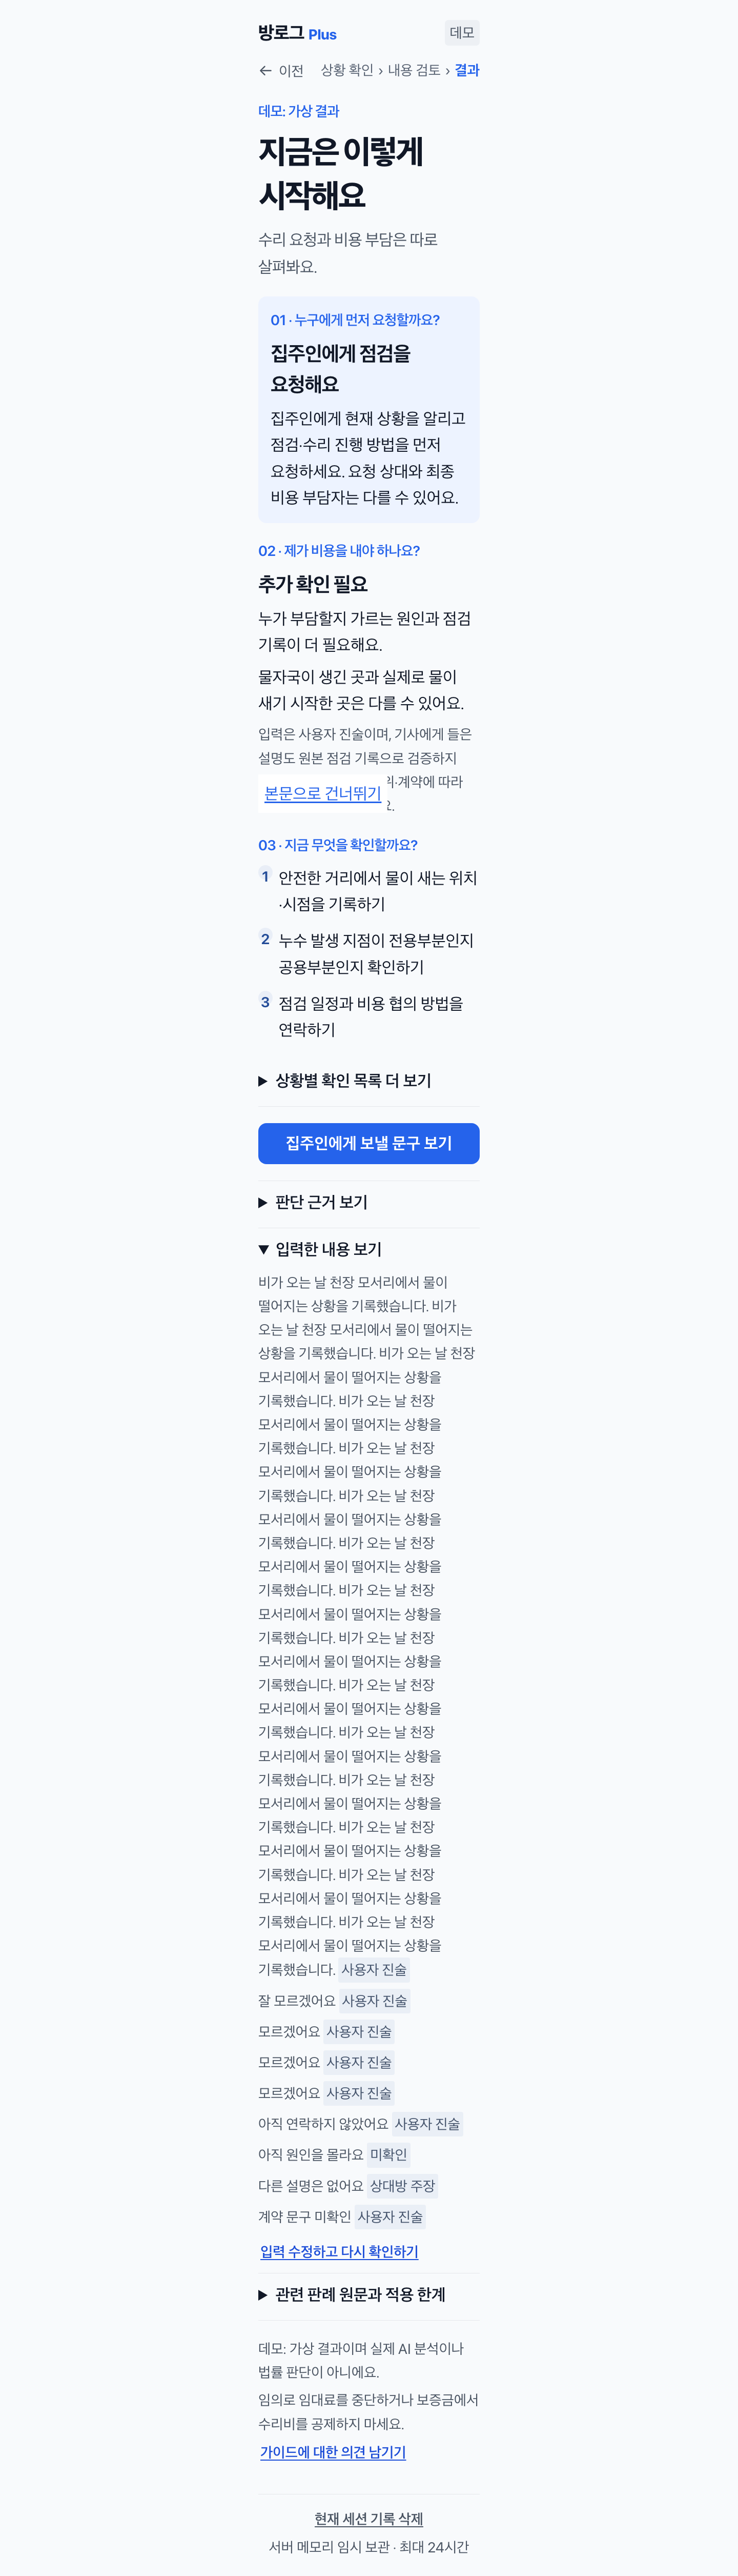 방로그 Plus
데모
← 이전
상황 확인 › 내용 검토 › 결과
데모: 가상 결과
지금은 이렇게
시작해요
수리 요청과 비용 부담은 따로
살펴봐요.
01 · 누구에게 먼저 요청할까요?
집주인에게 점검을
요청해요
집주인에게 현재 상황을 알리고
점검·수리 진행 방법을 먼저
요청하세요. 요청 상대와 최종
비용 부담자는 다를 수 있어요.
02 · 제가 비용을 내야 하나요?
추가 확인 필요
누가 부담할지 가르는 원인과 점검
기록이 더 필요해요.
물자국이 생긴 곳과 실제로 물이
새기 시작한 곳은 다를 수 있어요.
입력은 사용자 진술이며, 기사에게 들은
설명도 원본 점검 기록으로 검증하지
·계약에 따라
본문으로 건너뛰기
03 · 지금 무엇을 확인할까요?
1 안전한 거리에서 물이 새는 위치
·시점을 기록하기
2 누수 발생 지점이 전용부분인지
공용부분인지 확인하기
3 점검 일정과 비용 협의 방법을
연락하기
▶ 상황별 확인 목록 더 보기
집주인에게 보낼 문구 보기
▶ 판단 근거 보기
▼ 입력한 내용 보기
비가 오는 날 천장 모서리에서 물이
떨어지는 상황을 기록했습니다. 비가
오는 날 천장 모서리에서 물이 떨어지는
상황을 기록했습니다. 비가 오는 날 천장
모서리에서 물이 떨어지는 상황을
기록했습니다. 비가 오는 날 천장
모서리에서 물이 떨어지는 상황을
기록했습니다. 비가 오는 날 천장
모서리에서 물이 떨어지는 상황을
기록했습니다. 비가 오는 날 천장
모서리에서 물이 떨어지는 상황을
기록했습니다. 비가 오는 날 천장
모서리에서 물이 떨어지는 상황을
기록했습니다. 비가 오는 날 천장
모서리에서 물이 떨어지는 상황을
기록했습니다. 비가 오는 날 천장
모서리에서 물이 떨어지는 상황을
기록했습니다. 비가 오는 날 천장
모서리에서 물이 떨어지는 상황을
기록했습니다. 비가 오는 날 천장
모서리에서 물이 떨어지는 상황을
기록했습니다. 비가 오는 날 천장
모서리에서 물이 떨어지는 상황을
기록했습니다. 비가 오는 날 천장
모서리에서 물이 떨어지는 상황을
기록했습니다. 비가 오는 날 천장
모서리에서 물이 떨어지는 상황을
기록했습니다. 비가 오는 날 천장
모서리에서 물이 떨어지는 상황을
기록했습니다. 사용자 진술
잘 모르겠어요 사용자 진술
모르겠어요 사용자 진술
모르겠어요 사용자 진술
모르겠어요 사용자 진술
아직 연락하지 않았어요 사용자 진술
아직 원인을 몰라요 미확인
다른 설명은 없어요 상대방 주장
계약 문구 미확인 사용자 진술
입력 수정하고 다시 확인하기
▶ 관련 판례 원문과 적용 한계
데모: 가상 결과이며 실제 AI 분석이나
법률 판단이 아니에요.
임의로 임대료를 중단하거나 보증금에서
수리비를 공제하지 마세요.
가이드에 대한 의견 남기기
현재 세션 기록 삭제
서버 메모리 임시 보관 · 최대 24시간